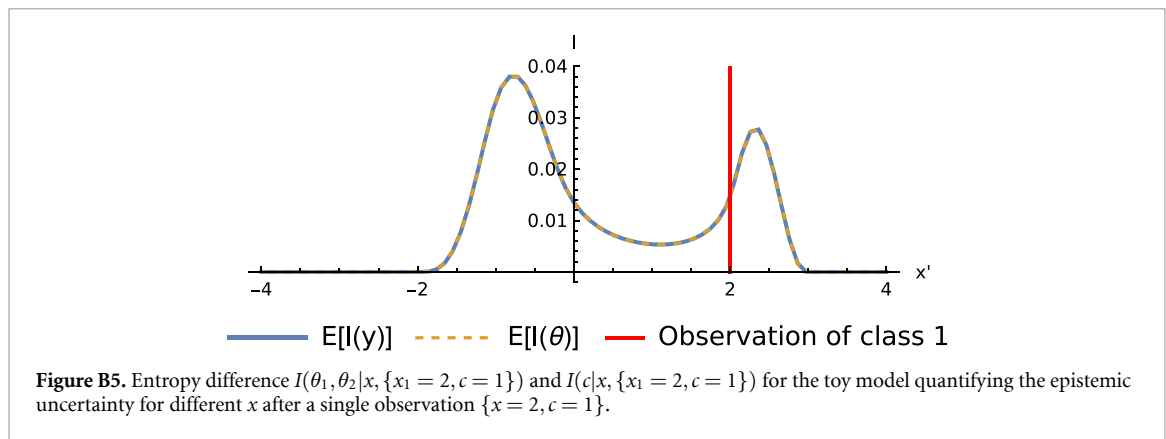 0.04
0.03
0.02
0.01
−4
−2
2
4
x'
E[I(y)] E[I(θ)] Observation of class 1
Figure B5. Entropy difference I(θ₁,θ₂|x,{x₁ = 2,c = 1}) and I(c|x,{x₁ = 2,c = 1}) for the toy model quantifying the epistemic
uncertainty for different x after a single observation {x = 2,c = 1}.